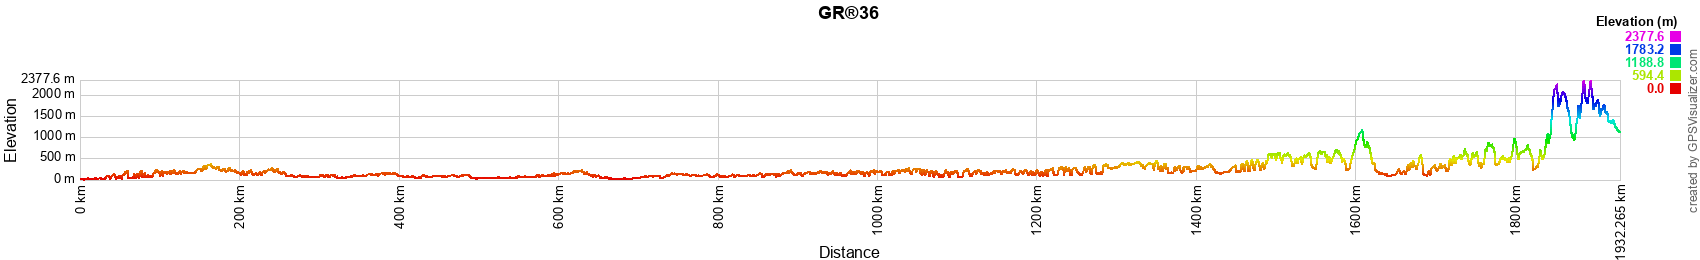 GR®36
Elevation (m)
2377.6
1783.2
1188.8
594.4
0.0
2377.6 m
2000 m
1500 m
1000 m
500 m
0 m
Elevation
0 km
200 km
400 km
600 km
800 km
1000 km
1200 km
1400 km
1600 km
1800 km
1932.265 km
Distance
created by GPSVisualizer.com